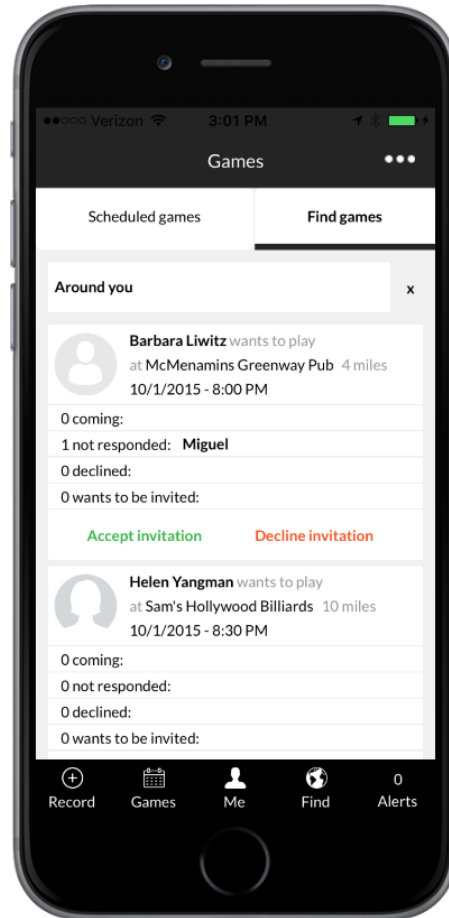 Verizon 3:01 PM
Games
Scheduled games Find games
Around you x
Barbara Liwitz wants to play
at McMenamins Greenway Pub 4 miles
10/1/2015 - 8:00 PM
0 coming:
1 not responded: Miguel
0 declined:
0 wants to be invited:
Accept invitation Decline invitation
Helen Yangman wants to play
at Sam's Hollywood Billiards 10 miles
10/1/2015 - 8:30 PM
0 coming:
0 not responded:
0 declined:
0 wants to be invited:
0
Record Games Me Find Alerts